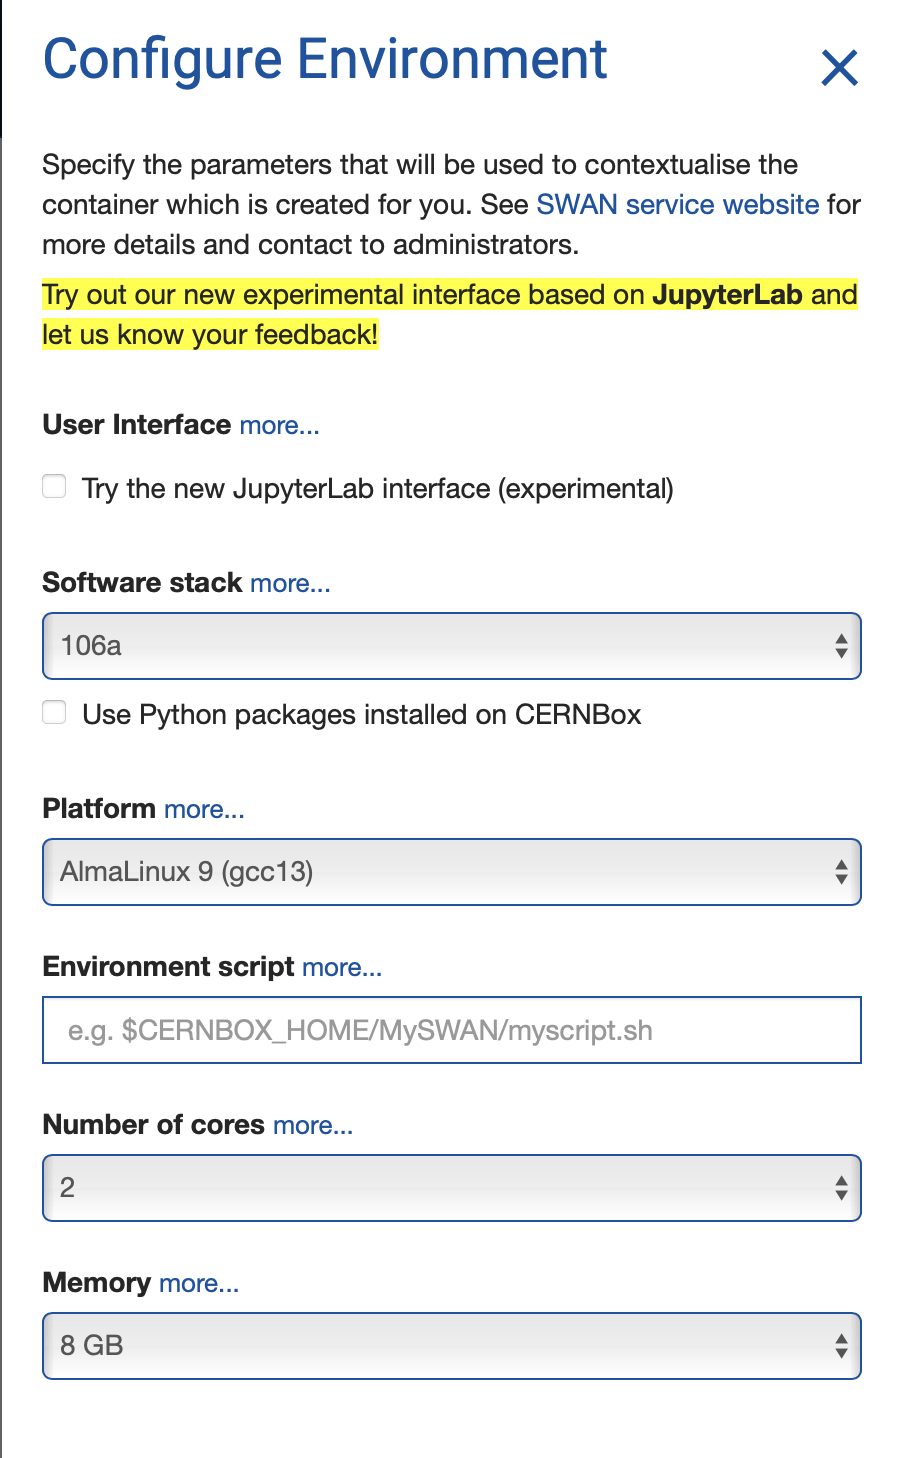 Configure Environment
Specify the parameters that will be used to contextualise the
container which is created for you. See SWAN service website for
more details and contact to administrators.
Try out our new experimental interface based on JupyterLab and
let us know your feedback!
User Interface more...
Try the new JupyterLab interface (experimental)
Software stack more...
106a
Use Python packages installed on CERNBox
Platform more...
AlmaLinux 9 (gcc13)
Environment script more...
e.g. $CERNBOX_HOME/MySWAN/myscript.sh
Number of cores more...
2
Memory more...
8 GB